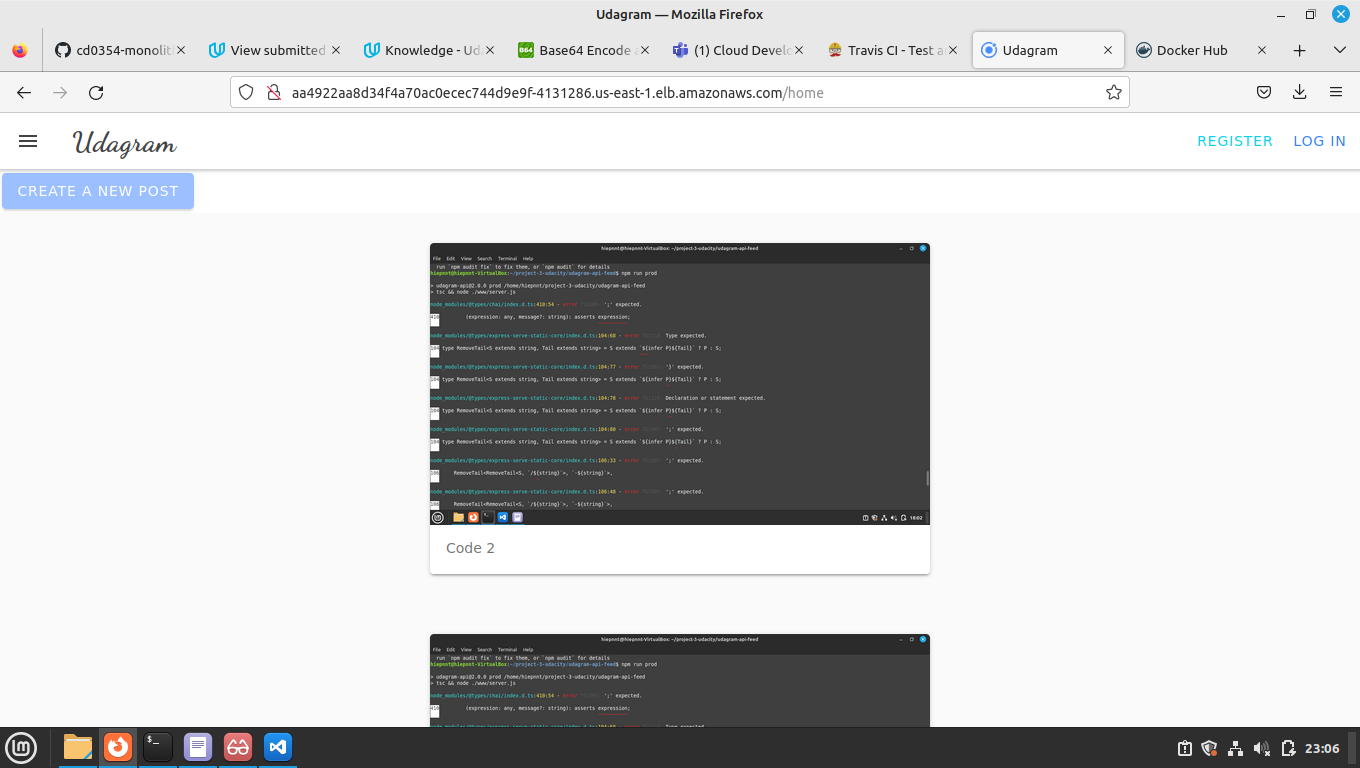 Udagram — Mozilla Firefox
cd0354-monolit
View submitted
Knowledge - Ud
B64
Base64 Encode a
(1) Cloud Develo
Travis CI - Test a
Udagram
Docker Hub
aa4922aa8d34f4a70ac0ecec744d9e9f-4131286.us-east-1.elb.amazonaws.com/home
Udagram
REGISTER
LOG IN
CREATE A NEW POST
hiepnnt@hiepnnt-VirtualBox: ~/project-3-udacity/udagram-api-feed
File Edit View Search Terminal Help
run `npm audit fix` to fix them, or `npm audit` for details
hiepnnt@hiepnnt-VirtualBox:~/project-3-udacity/udagram-api-feed$ npm run prod
> udagram-api@2.0.0 prod /home/hiepnnt/project-3-udacity/udagram-api-feed
> tsc && node ./www/server.js
node_modules/@types/chai/index.d.ts:410:54 - error ';' expected.
410 (expression: any, message?: string): asserts expression;
node_modules/@types/express-serve-static-core/index.d.ts:104:68 - error Type expected.
104 type RemoveTail<S extends string, Tail extends string> = S extends `${infer P}${Tail}` ? P : S;
node_modules/@types/express-serve-static-core/index.d.ts:104:77 - error '}' expected.
104 type RemoveTail<S extends string, Tail extends string> = S extends `${infer P}${Tail}` ? P : S;
node_modules/@types/express-serve-static-core/index.d.ts:104:78 - error Declaration or statement expected.
104 type RemoveTail<S extends string, Tail extends string> = S extends `${infer P}${Tail}` ? P : S;
node_modules/@types/express-serve-static-core/index.d.ts:104:80 - error ';' expected.
104 type RemoveTail<S extends string, Tail extends string> = S extends `${infer P}${Tail}` ? P : S;
node_modules/@types/express-serve-static-core/index.d.ts:106:33 - error ';' expected.
106 RemoveTail<RemoveTail<S, `/${string}`>, `-${string}`>,
node_modules/@types/express-serve-static-core/index.d.ts:106:48 - error ';' expected.
106 RemoveTail<RemoveTail<S, `/${string}`>, `-${string}`>,
18:02
Code 2
hiepnnt@hiepnnt-VirtualBox: ~/project-3-udacity/udagram-api-feed
File Edit View Search Terminal Help
run `npm audit fix` to fix them, or `npm audit` for details
hiepnnt@hiepnnt-VirtualBox:~/project-3-udacity/udagram-api-feed$ npm run prod
> udagram-api@2.0.0 prod /home/hiepnnt/project-3-udacity/udagram-api-feed
> tsc && node ./www/server.js
node_modules/@types/chai/index.d.ts:410:54 - error ';' expected.
410 (expression: any, message?: string): asserts expression;
23:06